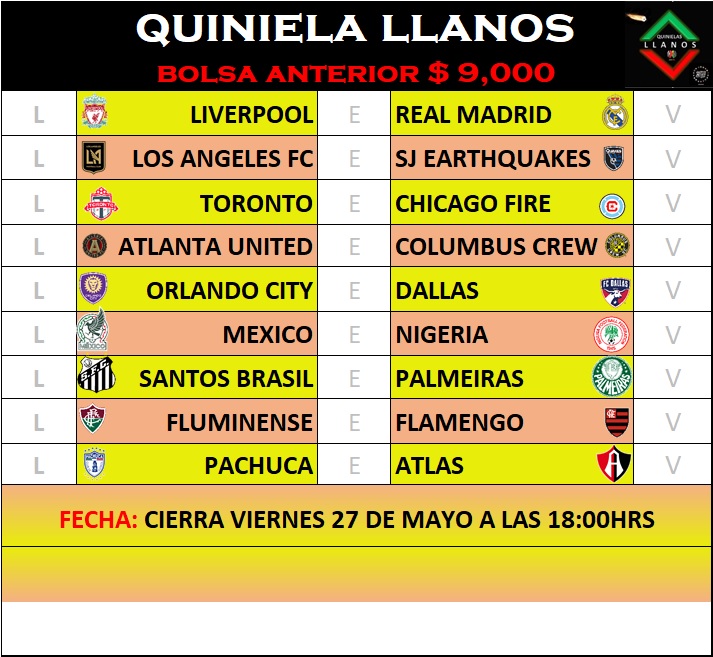 QUINIELA LLANOS
BOLSA ANTERIOR $ 9,000
QUINIELAS
LLANOS
L LIVERPOOL E REAL MADRID V
L LOS ANGELES FC E SJ EARTHQUAKES V
L TORONTO E CHICAGO FIRE V
L ATLANTA UNITED E COLUMBUS CREW V
L ORLANDO CITY E DALLAS V
L MEXICO E NIGERIA V
L SANTOS BRASIL E PALMEIRAS V
L FLUMINENSE E FLAMENGO V
L PACHUCA E ATLAS V
FECHA: CIERRA VIERNES 27 DE MAYO A LAS 18:00HRS